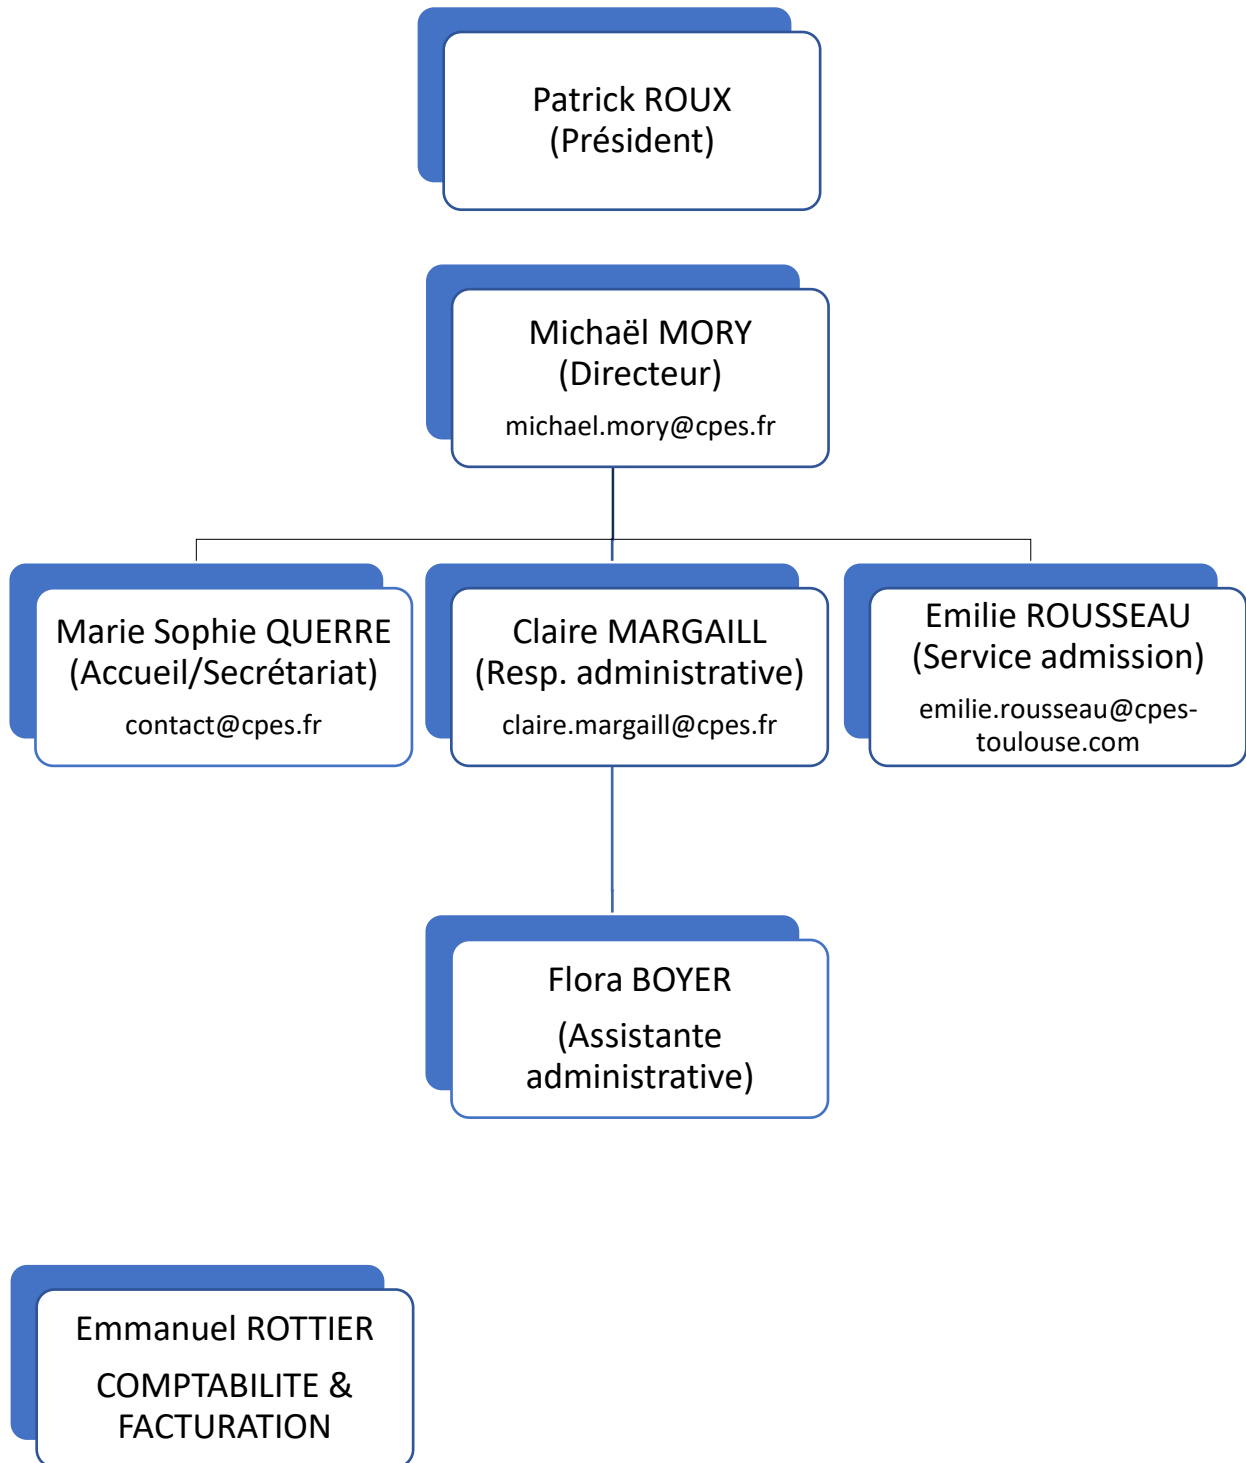 Patrick ROUX
(Président)
Michaël MORY
(Directeur)
michael.mory@cpes.fr
Marie Sophie QUERRE
(Accueil/Secrétariat)
contact@cpes.fr
Claire MARGAILL
(Resp. administrative)
claire.margaill@cpes.fr
Emilie ROUSSEAU
(Service admission)
emilie.rousseau@cpes-
toulouse.com
Flora BOYER
(Assistante
administrative)
Emmanuel ROTTIER
COMPTABILITE &
FACTURATION